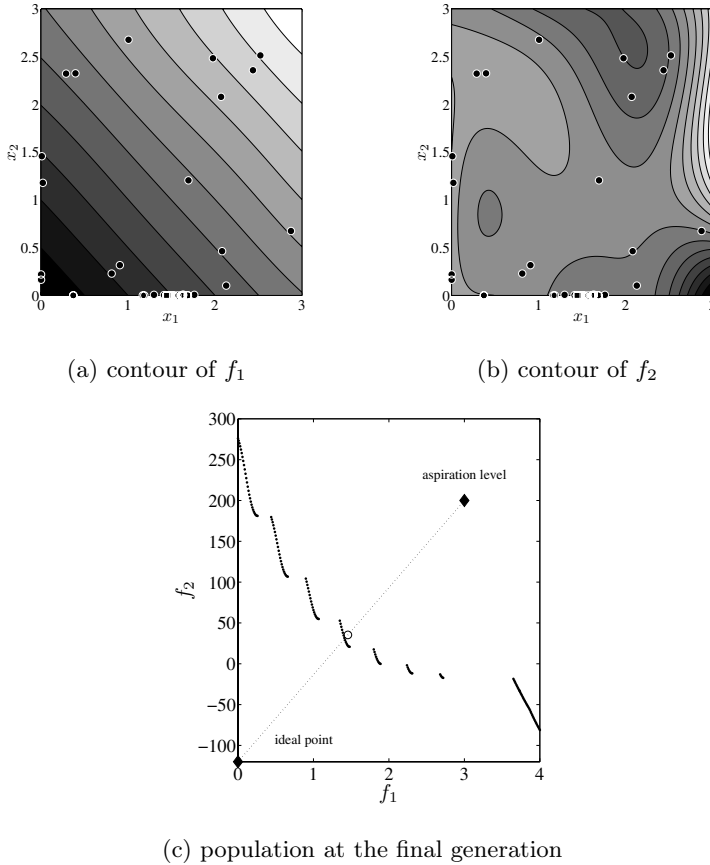 3
2.5
2
1.5
1
0.5
0
x2
0 1 2 3
x1
(a) contour of f1
3
2.5
2
1.5
1
0.5
0
x2
0 1 2
x1
(b) contour of f2
300
250
200
150
100
50
0
−50
−100
f2
aspiration level
ideal point
0 1 2 3 4
f1
(c) population at the final generation